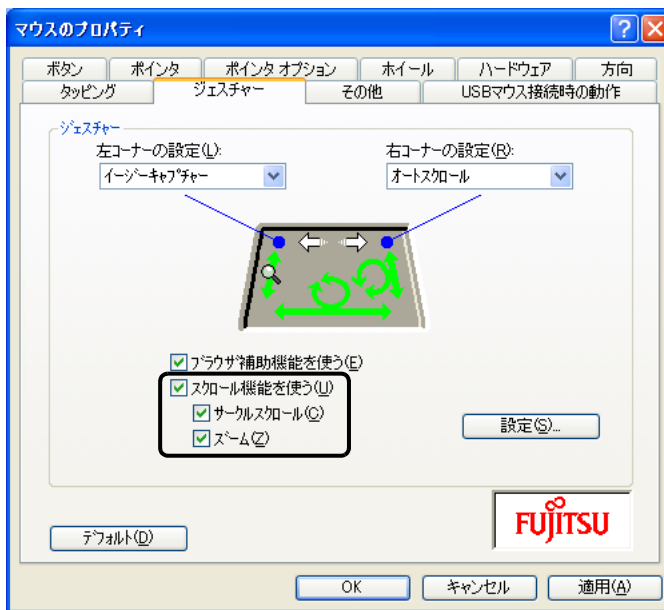 マウスのプロパティ
ボタン ポインタ ポインタ オプション ホイール ハードウェア 方向
タッピング ジェスチャー その他 USBマウス接続時の動作
ジェスチャー
左コーナーの設定(L): 右コーナーの設定(R):
イージーキャプチャー オートスクロール
ブラウザ補助機能を使う(E)
スクロール機能を使う(U)
サークルスクロール(C)
ズーム(Z)
設定(S)...
FUJITSU
デフォルト(D)
OK キャンセル 適用(A)